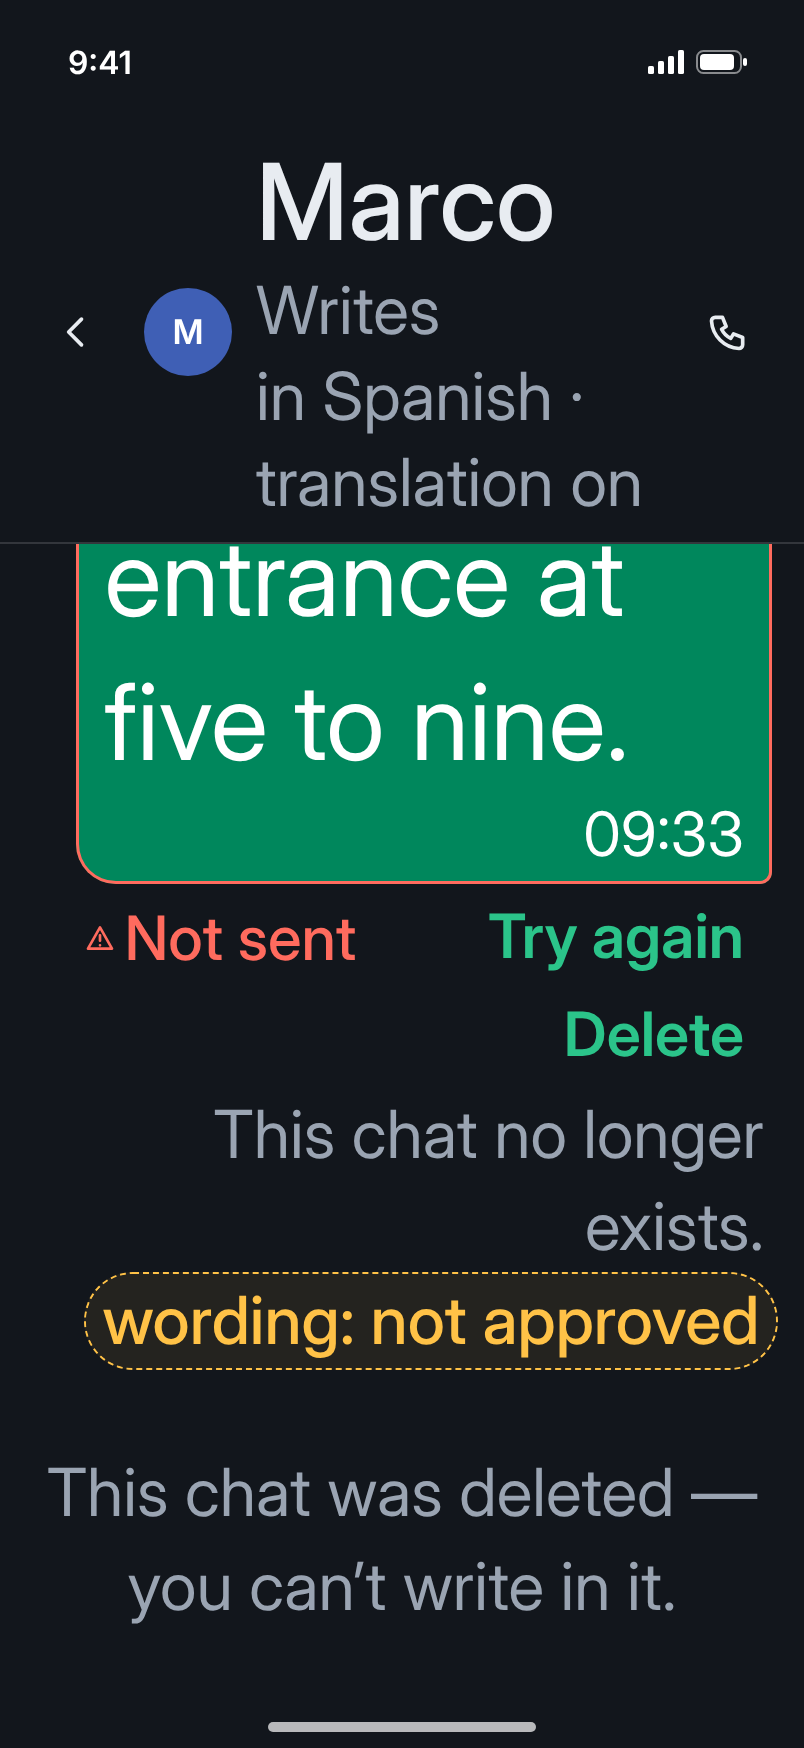 9:41
Marco
M
Writes
in Spanish ·
translation on
entrance at
five to nine.
09:33
Not sent
Try again
Delete
This chat no longer
exists.
wording: not approved
This chat was deleted —
you can’t write in it.